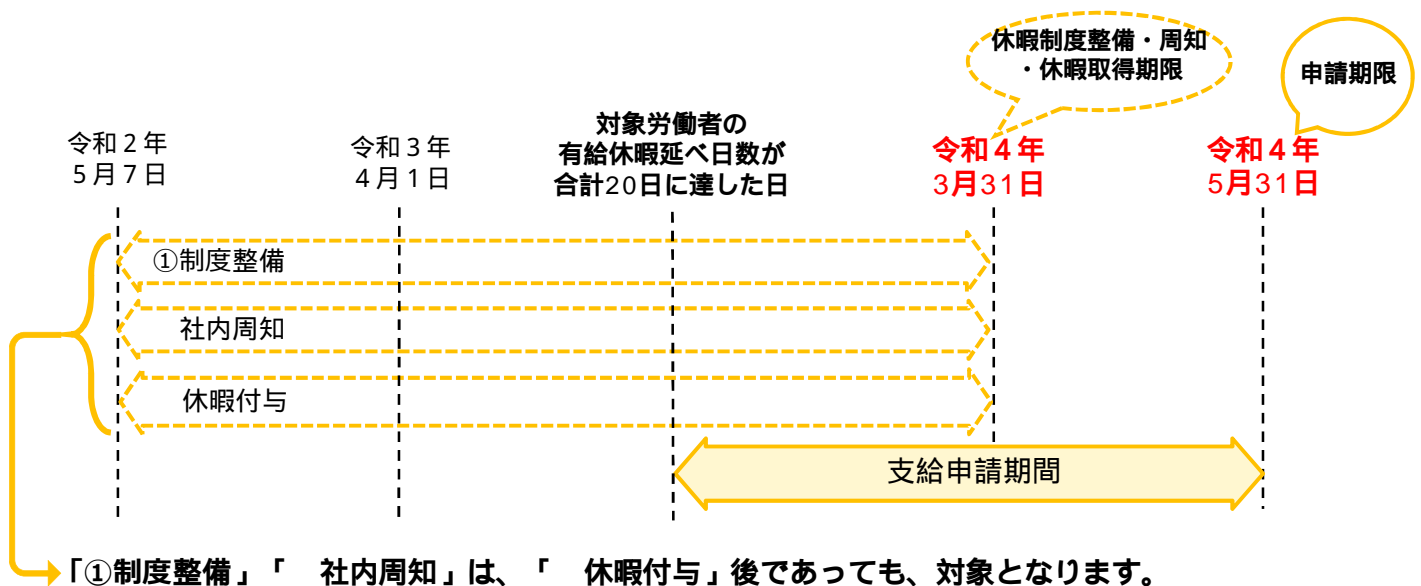 休暇制度整備・周知
・休暇取得期限
申請期限
令和２年
５月７日
令和３年
４月１日
対象労働者の
有給休暇延べ日数が
合計20日に達した日
令和４年
3月31日
令和４年
5月31日
①制度整備
社内周知
休暇付与
支給申請期間
「①制度整備」「　社内周知」は、「　休暇付与」後であっても、対象となります。